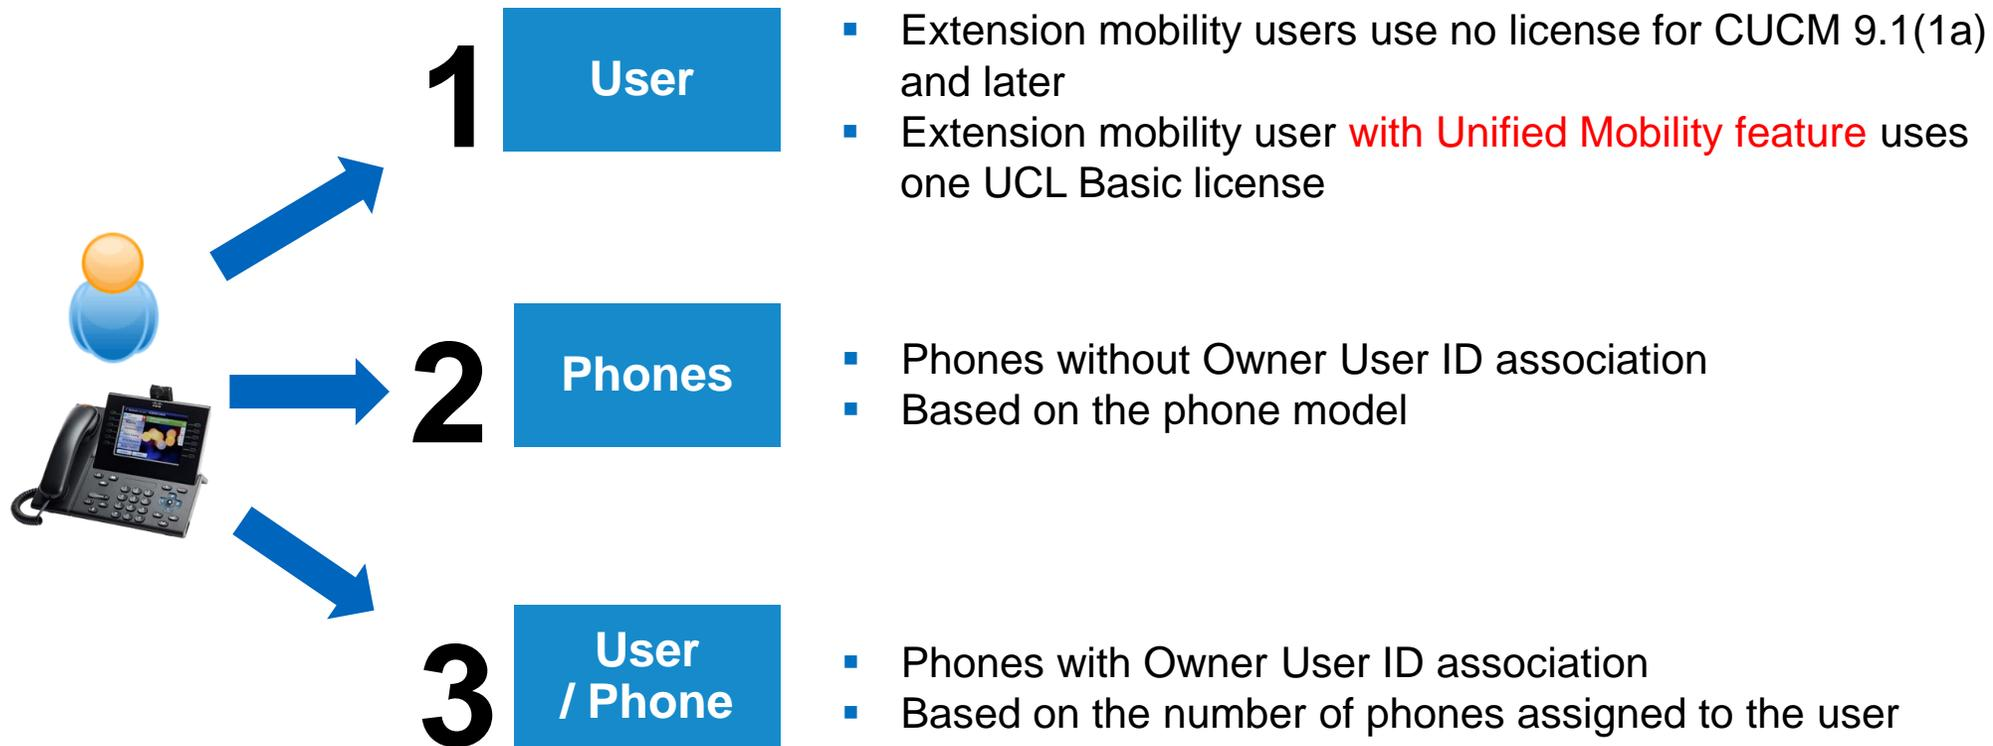 1
User
▪ Extension mobility users use no license for CUCM 9.1(1a)
and later
▪ Extension mobility user with Unified Mobility feature uses
one UCL Basic license
2
Phones
▪ Phones without Owner User ID association
▪ Based on the phone model
3
User
/ Phone
▪ Phones with Owner User ID association
▪ Based on the number of phones assigned to the user